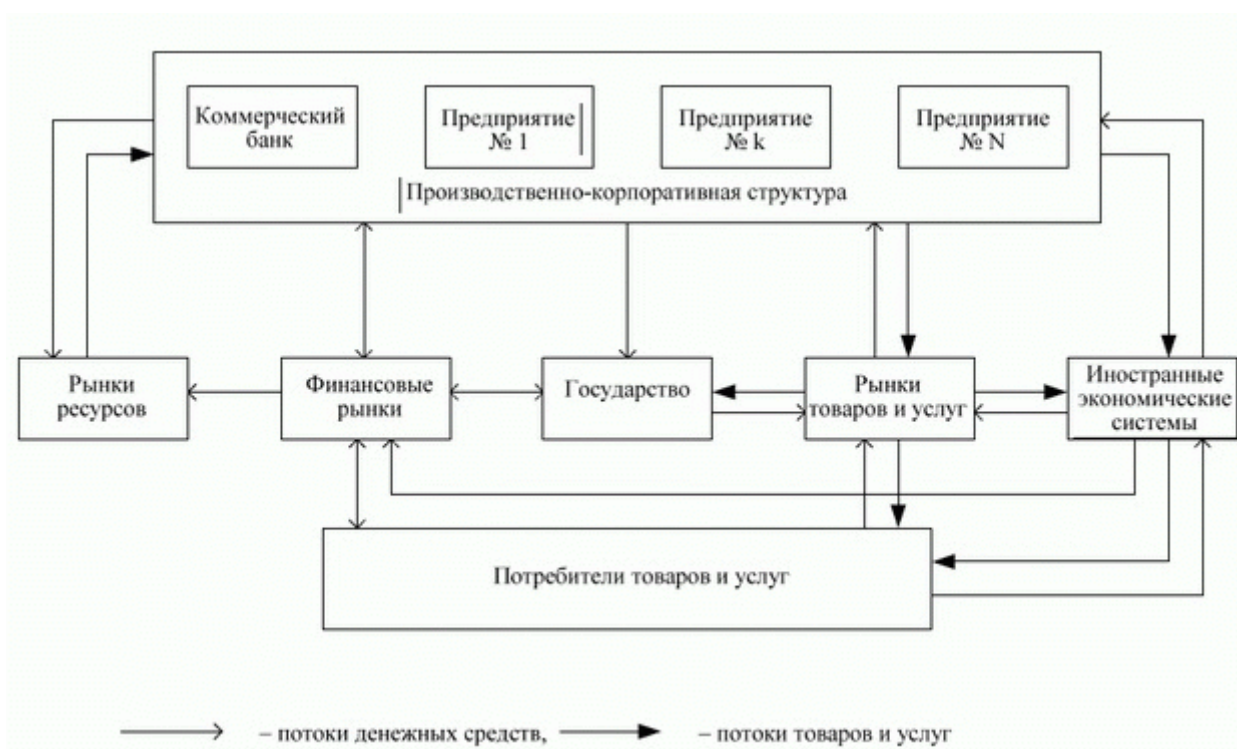 Коммерческий
банк
Предприятие
№ 1
Предприятие
№ k
Предприятие
№ N
Производственно-корпоративная структура
Рынки
ресурсов
Финансовые
рынки
Государство
Рынки
товаров и услуг
Иностранные
экономические
системы
Потребители товаров и услуг
– потоки денежных средств,
– потоки товаров и услуг